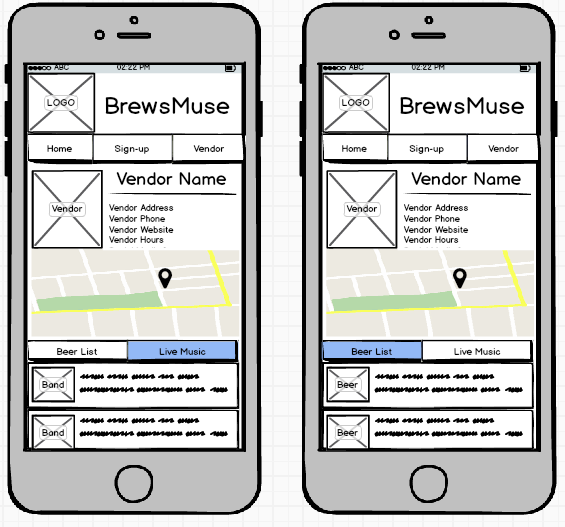 ABC 02:22 PM
LOGO
BrewsMuse
Home Sign-up Vendor
Vendor
Vendor Name
Vendor Address
Vendor Phone
Vendor Website
Vendor Hours
Beer List Live Music
Band
Band
ABC 02:22 PM
LOGO
BrewsMuse
Home Sign-up Vendor
Vendor
Vendor Name
Vendor Address
Vendor Phone
Vendor Website
Vendor Hours
Beer List Live Music
Beer
Beer